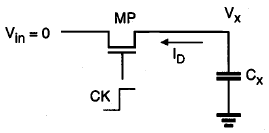 MP
V_x
V_in = 0
I_D
C_x
CK